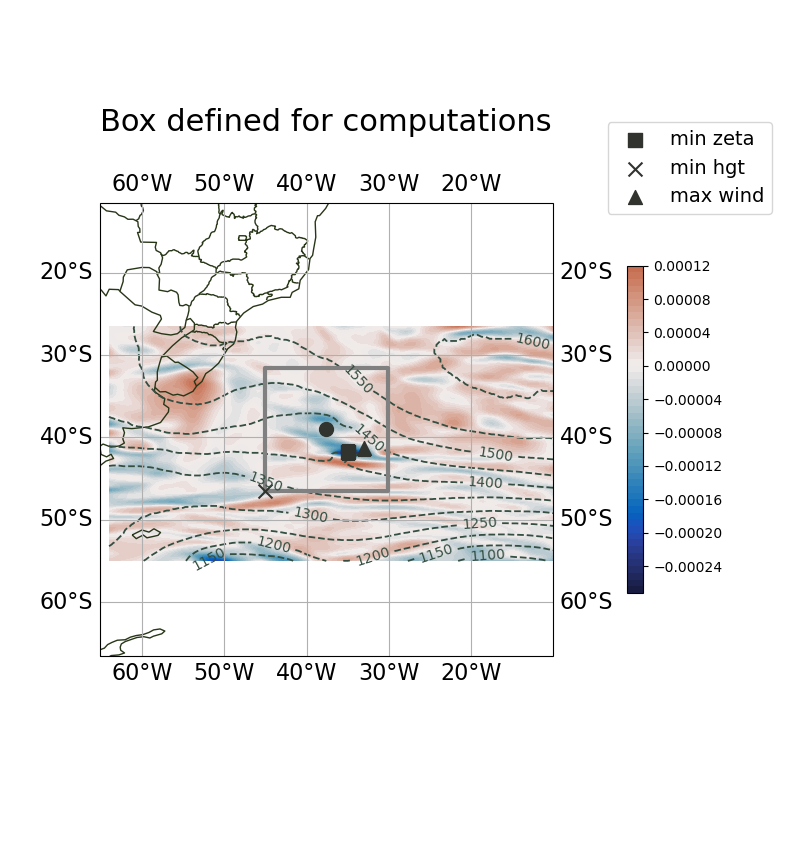 Box defined for computations
min zeta
min hgt
max wind
60°W 50°W 40°W 30°W 20°W
20°S 20°S
30°S 30°S
40°S 40°S
50°S 50°S
60°S 60°S
60°W 50°W 40°W 30°W 20°W
1600
1550
1450
1500
1350
1400
1300
1250
1200
1150
1200
1150
1100
0.00012
0.00008
0.00004
0.00000
−0.00004
−0.00008
−0.00012
−0.00016
−0.00020
−0.00024